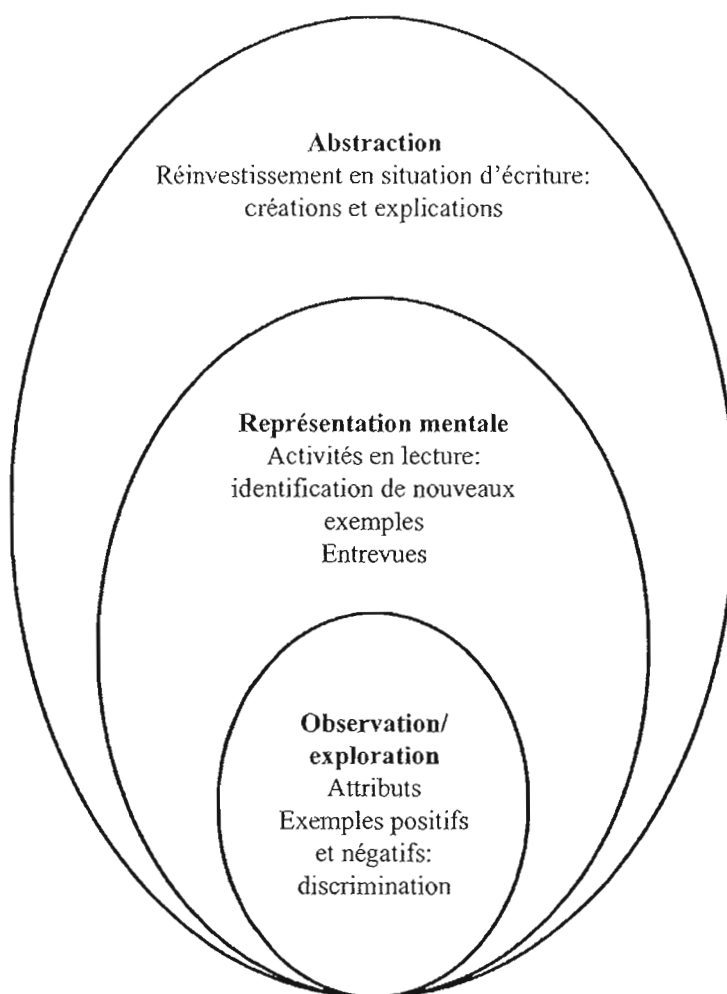 Abstraction
Réinvestissement en situation d'écriture:
créations et explications
Représentation mentale
Activités en lecture:
identification de nouveaux
exemples
Entrevues
Observation/
exploration
Attributs
Exemples positifs
et négatifs:
discrimination